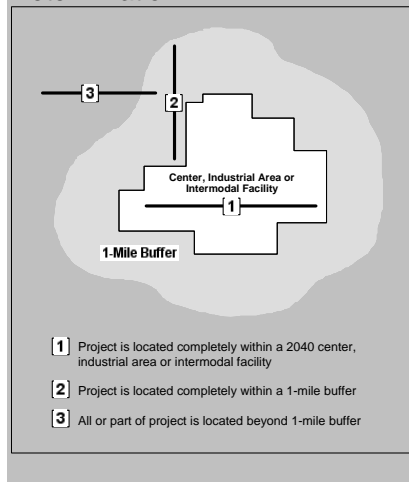 3
2
Center, Industrial Area or
Intermodal Facility
1
1-Mile Buffer
1 Project is located completely within a 2040 center,
industrial area or intermodal facility
2 Project is located completely within a 1-mile buffer
3 All or part of project is located beyond 1-mile buffer